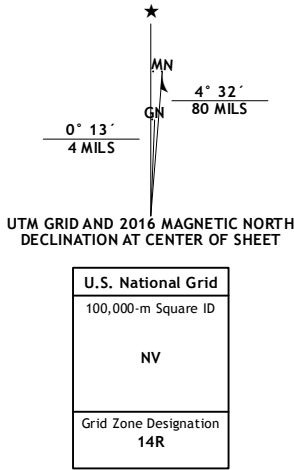 ★
MN
4° 32´
80 MILS
GN
0° 13´
4 MILS
UTM GRID AND 2016 MAGNETIC NORTH
DECLINATION AT CENTER OF SHEET
U.S. National Grid
100,000-m Square ID
NV
Grid Zone Designation
14R